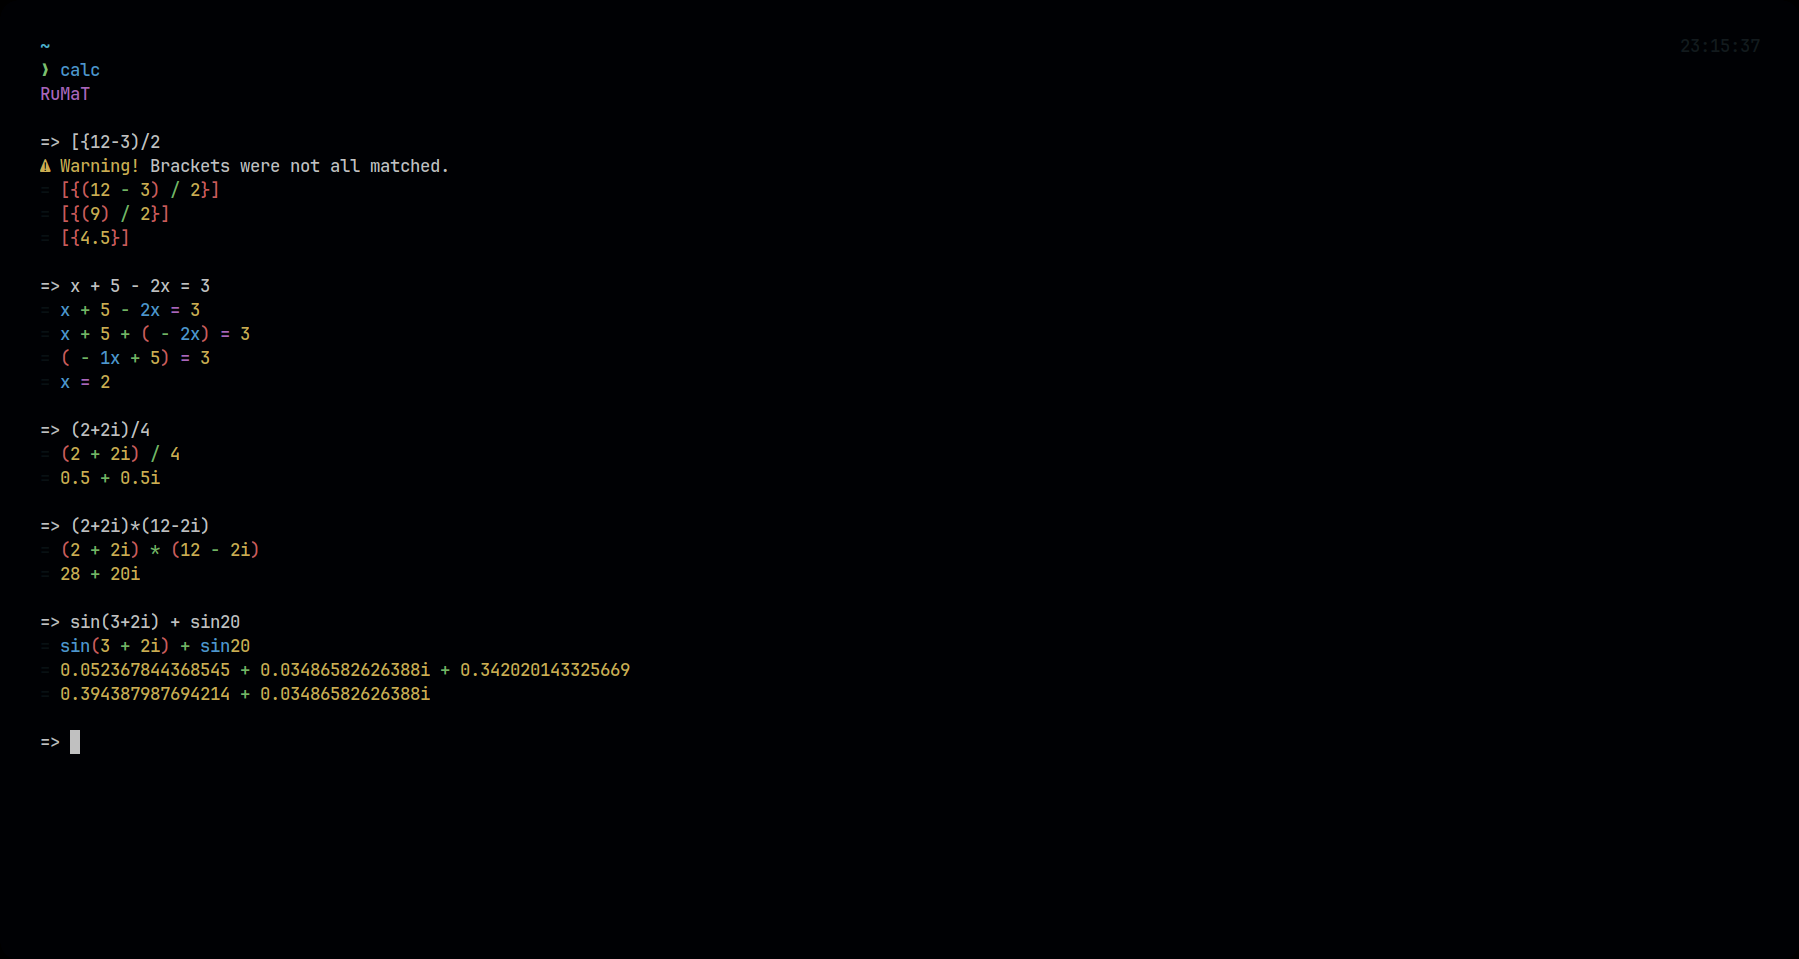 ~ 23:15:37
❯ calc
RuMaT
=> [{12-3)/2
⚠ Warning! Brackets were not all matched.
= [{(12 - 3) / 2}]
= [{(9) / 2}]
= [{4.5}]
=> x + 5 - 2x = 3
= x + 5 - 2x = 3
= x + 5 + ( - 2x) = 3
= ( - 1x + 5) = 3
= x = 2
=> (2+2i)/4
= (2 + 2i) / 4
= 0.5 + 0.5i
=> (2+2i)*(12-2i)
= (2 + 2i) * (12 - 2i)
= 28 + 20i
=> sin(3+2i) + sin20
= sin(3 + 2i) + sin20
= 0.052367844368545 + 0.03486582626388i + 0.342020143325669
= 0.394387987694214 + 0.03486582626388i
=>